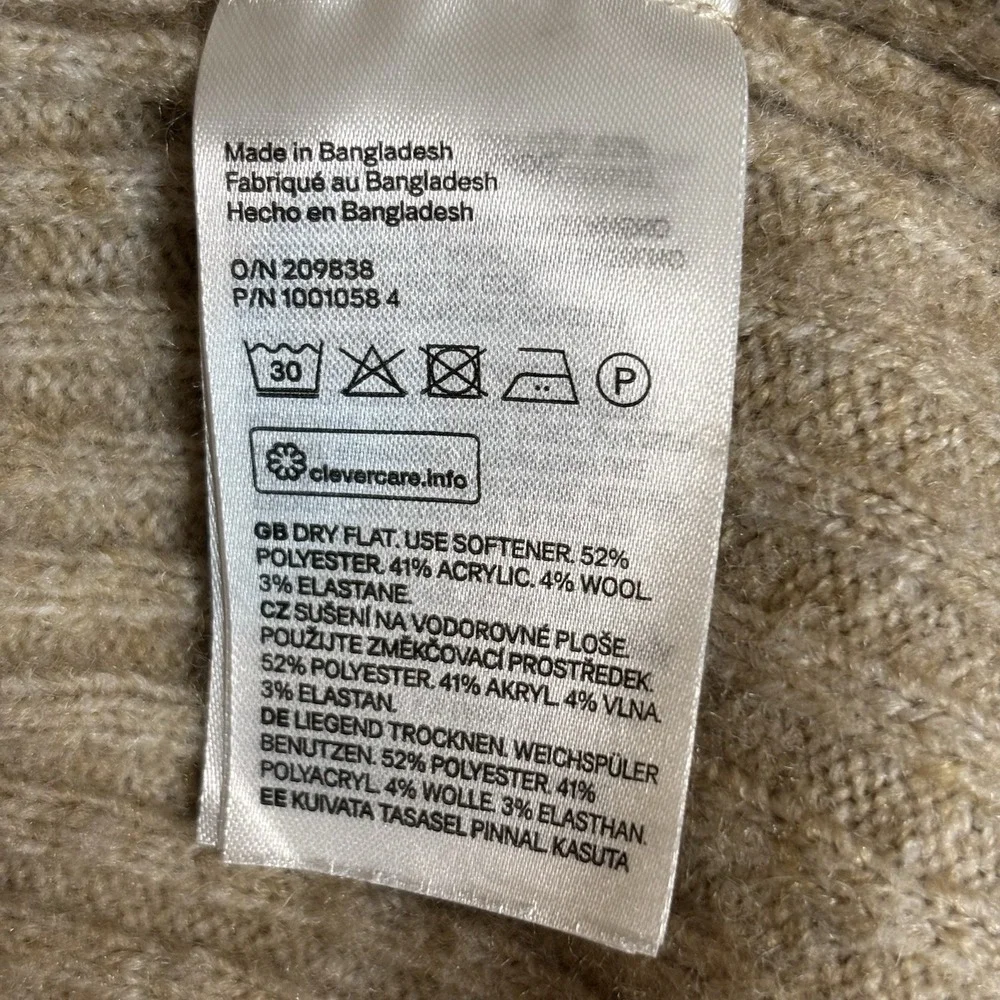 Made in Bangladesh
Fabriqué au Bangladesh
Hecho en Bangladesh
O/N 209838
P/N 1001058 4
30
P
clevercare.info
GB DRY FLAT. USE SOFTENER. 52%
POLYESTER. 41% ACRYLIC. 4% WOOL.
3% ELASTANE.
CZ SUŠENÍ NA VODOROVNÉ PLOŠE.
POUŽIJTE ZMĚKČOVACÍ PROSTŘEDEK.
52% POLYESTER. 41% AKRYL. 4% VLNA.
3% ELASTAN.
DE LIEGEND TROCKNEN. WEICHSPÜLER
BENUTZEN. 52% POLYESTER. 41%
POLYACRYL. 4% WOLLE. 3% ELASTHAN.
EE KUIVATA TASASEL PINNAL. KASUTA